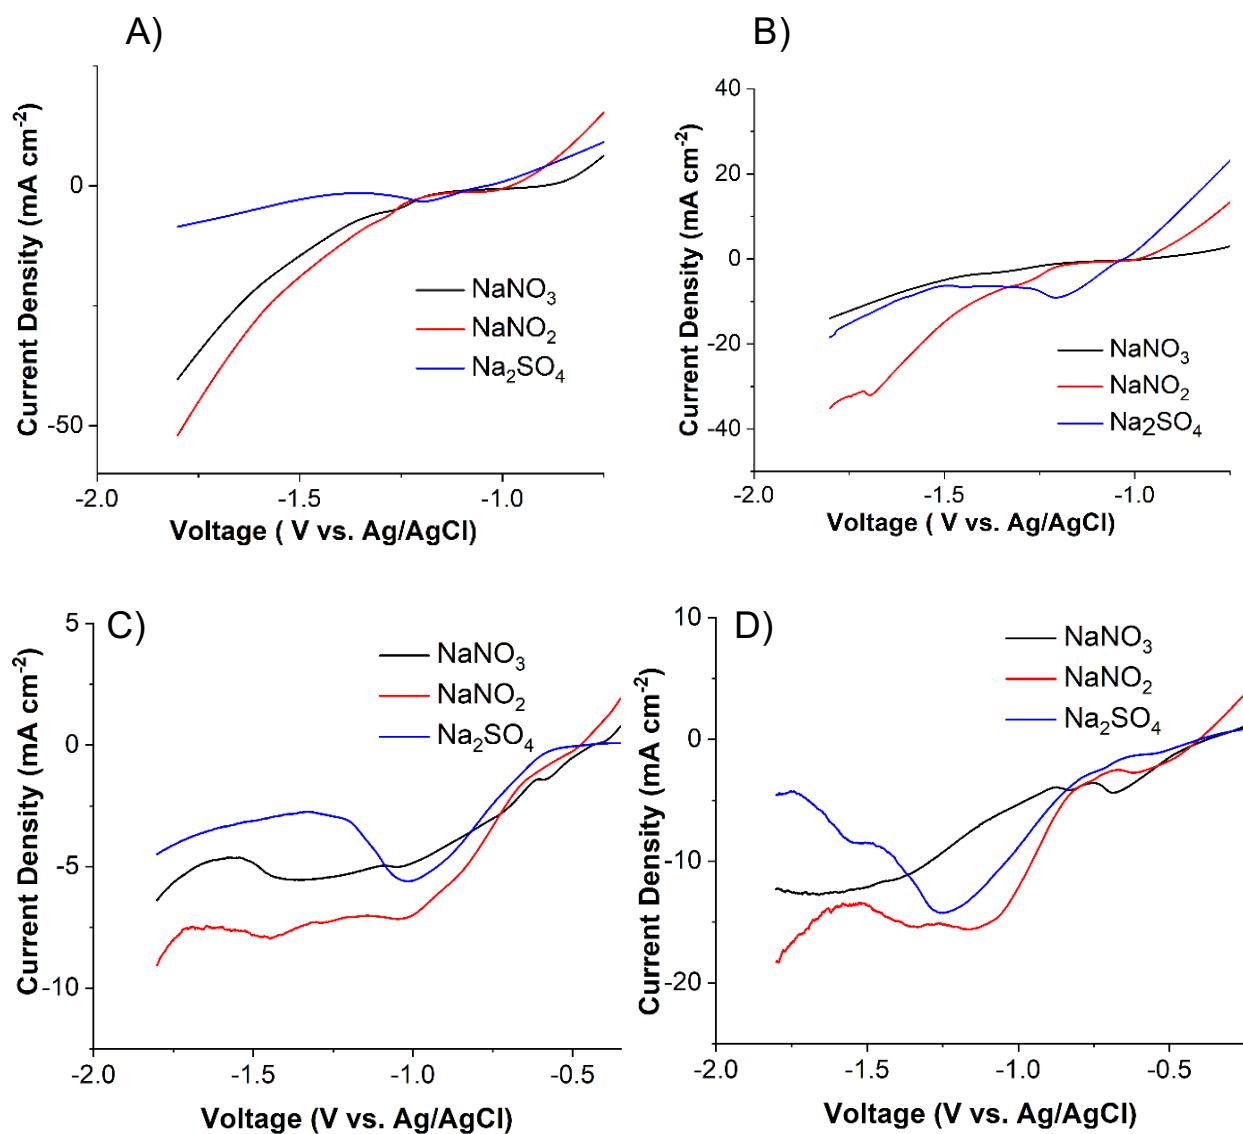 A)
Current Density (mA cm⁻²)
0
-50
NaNO₃
NaNO₂
Na₂SO₄
-2.0 -1.5 -1.0
Voltage ( V vs. Ag/AgCl)
B)
Current Density (mA cm⁻²)
40
20
0
-20
-40
NaNO₃
NaNO₂
Na₂SO₄
-2.0 -1.5 -1.0
Voltage ( V vs. Ag/AgCl)
C)
Current Density (mA cm⁻²)
5
0
-5
-10
NaNO₃
NaNO₂
Na₂SO₄
-2.0 -1.5 -1.0 -0.5
Voltage (V vs. Ag/AgCl)
D)
Current Density (mA cm⁻²)
10
0
-10
-20
NaNO₃
NaNO₂
Na₂SO₄
-2.0 -1.5 -1.0 -0.5
Voltage (V vs. Ag/AgCl)